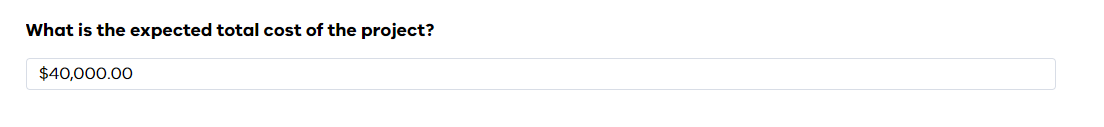 What is the expected total cost of the project?
$40,000.00